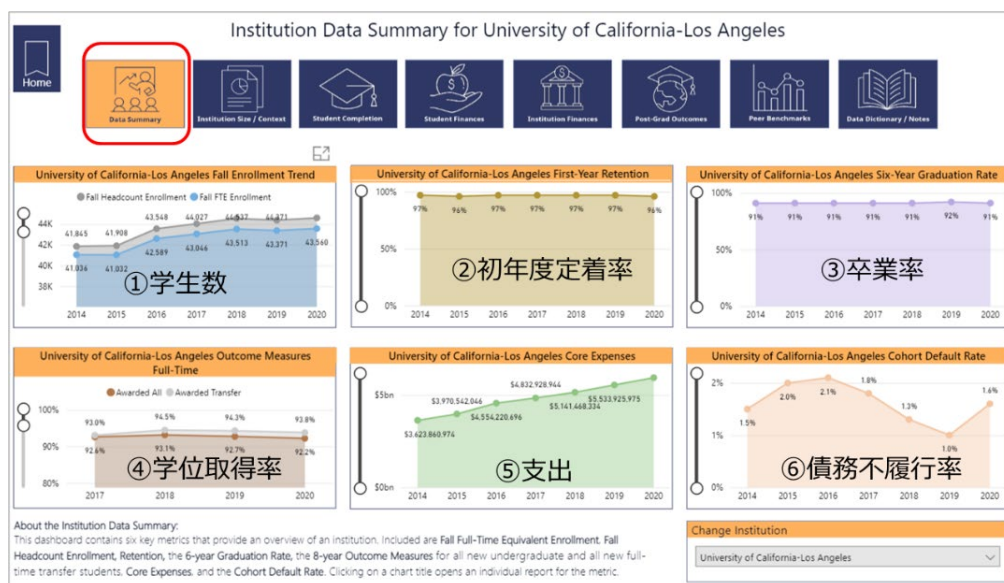 Institution Data Summary for University of California-Los Angeles
Home
Data Summary
Institution Size / Context
Student Completion
Student Finances
Institution Finances
Post-Grad Outcomes
Peer Benchmarks
Data Dictionary / Notes
University of California-Los Angeles Fall Enrollment Trend
Fall Headcount Enrollment Fall FTE Enrollment
44K
42K
40K
38K
41,845 41,908 43,548 44,027 44,537 44,371
41,036 41,032 42,589 43,046 43,513 43,371 43,560
①学生数
2014 2015 2016 2017 2018 2019 2020
University of California-Los Angeles First-Year Retention
100%
97% 96% 97% 97% 97% 97% 96%
50%
②初年度定着率
0%
2014 2015 2016 2017 2018 2019 2020
University of California-Los Angeles Six-Year Graduation Rate
100%
91% 91% 91% 91% 91% 92% 91%
50%
③卒業率
0%
2014 2015 2016 2017 2018 2019 2020
University of California-Los Angeles Outcome Measures
Full-Time
Awarded All Awarded Transfer
100%
93.0% 94.5% 94.3% 93.8%
90%
92.6% 93.1% 92.7% 92.2%
④学位取得率
80%
2017 2018 2019 2020
University of California-Los Angeles Core Expenses
$5bn
$3,623,860,974 $3,970,542,046 $4,554,220,696 $4,832,928,944 $5,141,468,334 $5,533,925,975
⑤支出
$0bn
2014 2015 2016 2017 2018 2019 2020
University of California-Los Angeles Cohort Default Rate
2%
1.5% 2.0% 2.1% 1.8% 1.3% 1.0% 1.6%
1%
⑥債務不履行率
0%
2014 2015 2016 2017 2018 2019 2020
About the Institution Data Summary:
This dashboard contains six key metrics that provide an overview of an institution. Included are Fall Full-Time Equivalent Enrollment, Fall
Headcount Enrollment, Retention, the 6-year Graduation Rate, the 8-year Outcome Measures for all new undergraduate and all new full-
time transfer students, Core Expenses, and the Cohort Default Rate. Clicking on a chart title opens an individual report for the metric.
Change Institution
University of California-Los Angeles